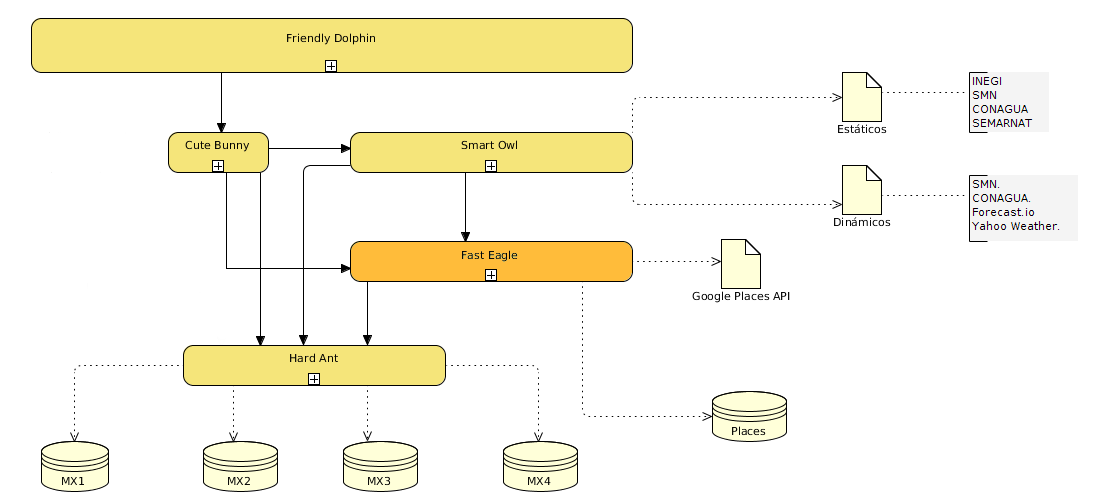 Friendly Dolphin
INEGI
SMN
CONAGUA
SEMARNAT
Estáticos
Cute Bunny
Smart Owl
SMN.
CONAGUA.
Forecast.io
Yahoo Weather.
Dinámicos
Fast Eagle
Google Places API
Hard Ant
Places
MX1
MX2
MX3
MX4